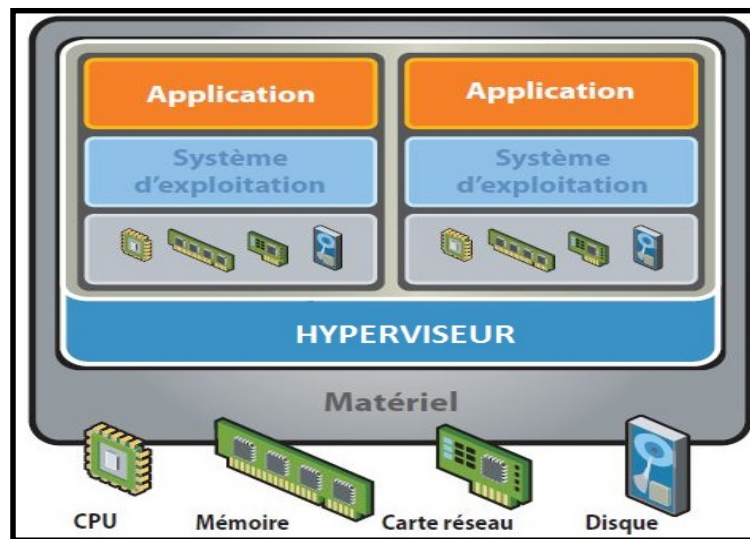 Application
Application
Système
d'exploitation
Système
d'exploitation
HYPERVISEUR
Matériel
CPU
Mémoire
Carte réseau
Disque